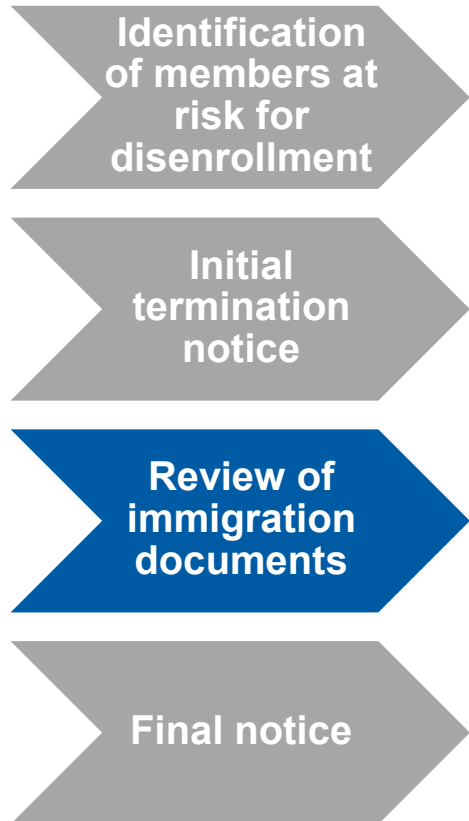 Identification
of members at
risk for
disenrollment
Initial
termination
notice
Review of
immigration
documents
Final notice